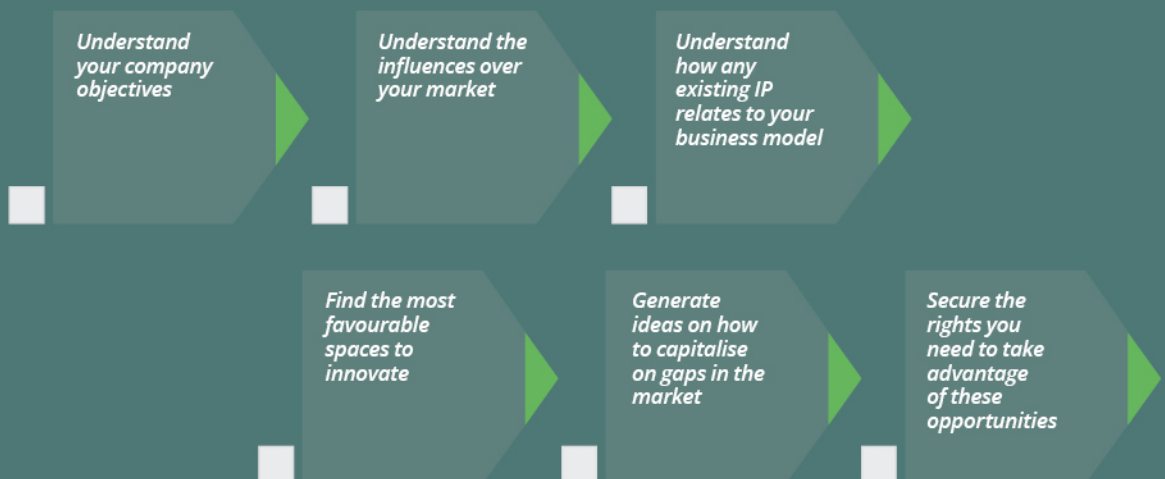 Understand
your company
objectives
Understand the
influences over
your market
Understand
how any
existing IP
relates to your
business model
Find the most
favourable
spaces to
innovate
Generate
ideas on how
to capitalise
on gaps in the
market
Secure the
rights you
need to take
advantage
of these
opportunities